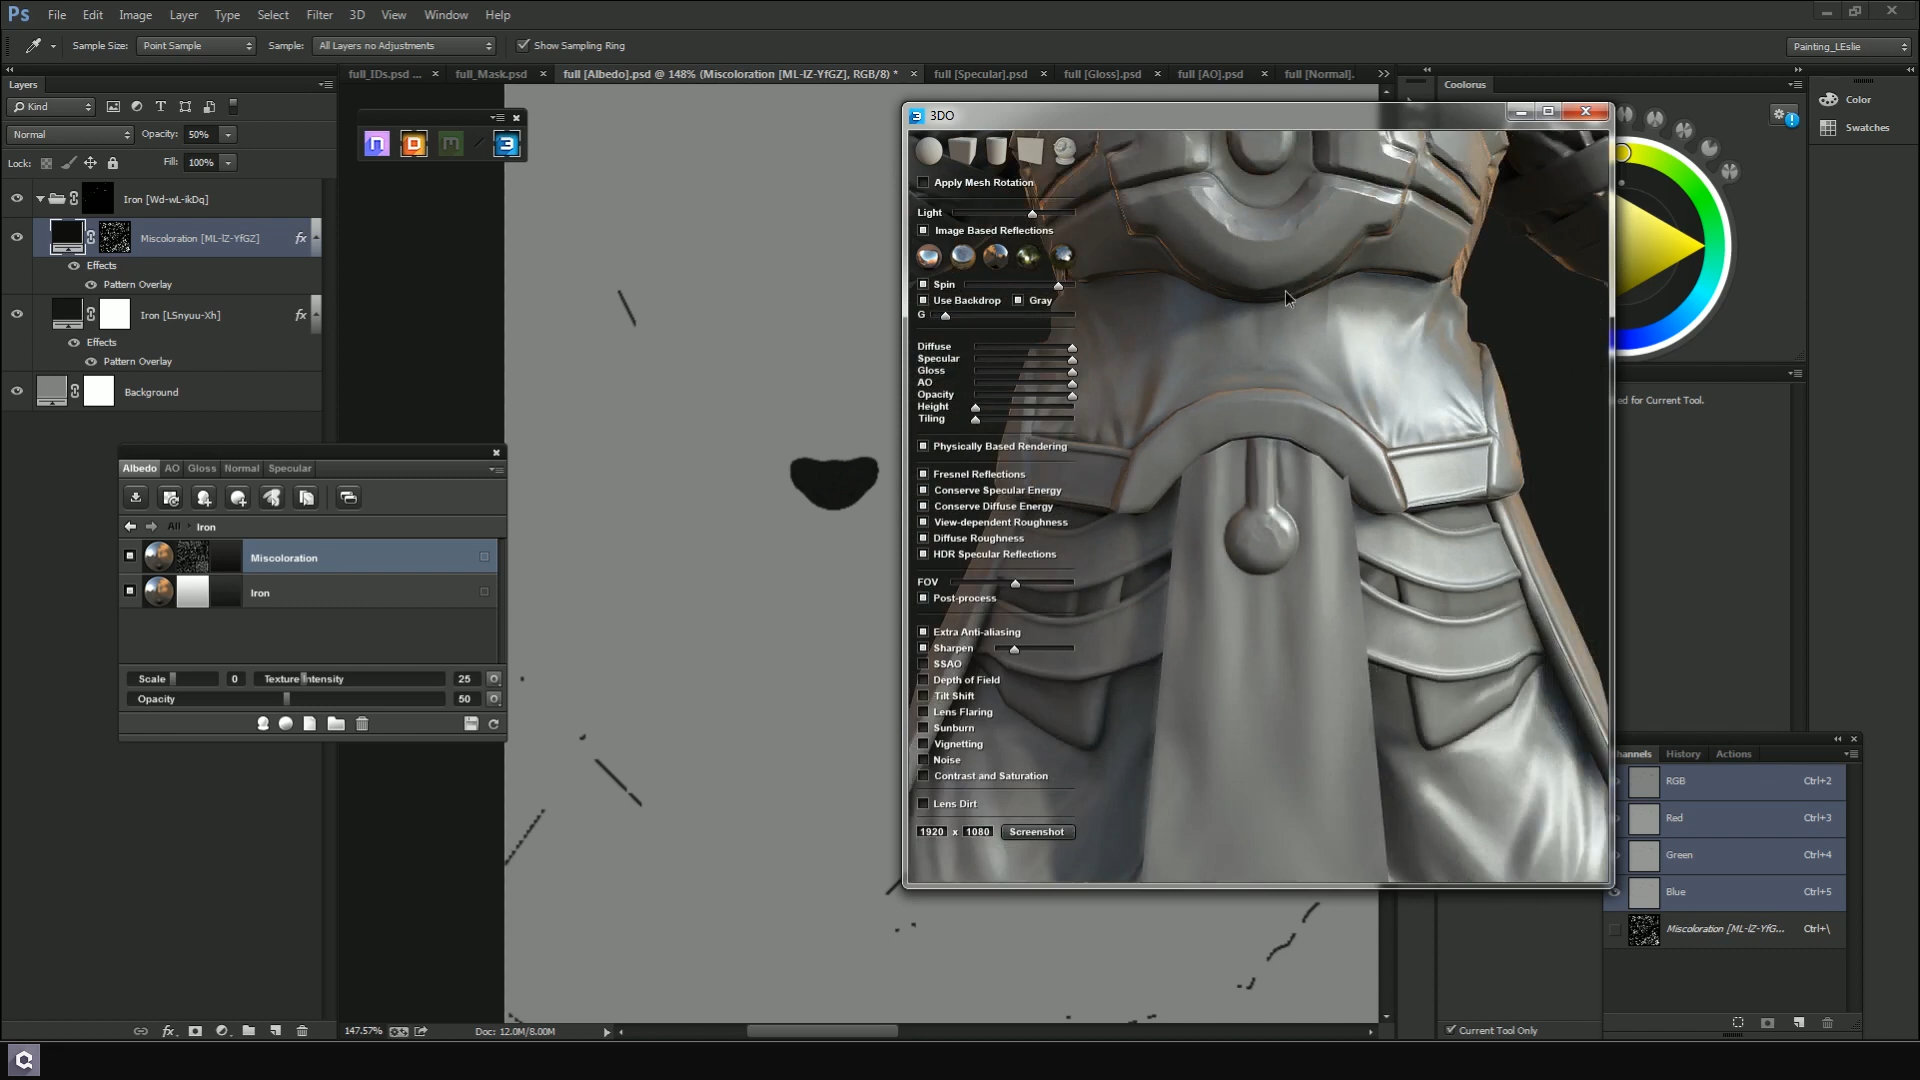 Ps File Edit Image Layer Type Select Filter 3D View Window Help
Sample Size: Point Sample Sample: All Layers no Adjustments Show Sampling Ring Painting_LEslie
Layers
full_IDs.psd ... × full_Mask.psd × full [Albedo].psd @ 148% (Miscoloration [ML-lZ-YfGZ], RGB/8) * × full [Specular].psd × full [Gloss].psd × full [AO].psd × full [Normal].
Coolorus
Kind
Color
Swatches
Normal Opacity: 50%
Lock: Fill: 100%
Iron [Wd-wL-ikDq]
Miscoloration [ML-lZ-YfGZ] fx
Effects
Pattern Overlay
Iron [LSnyuu-Xh] fx
Effects
Pattern Overlay
Background
3DO
Apply Mesh Rotation
Light
Image Based Reflections
Spin
Use Backdrop Gray
G
Diffuse
Specular
Gloss
AO
Opacity
Height
Tiling
Physically Based Rendering
Fresnel Reflections
Conserve Specular Energy
Conserve Diffuse Energy
View-dependent Roughness
Diffuse Roughness
HDR Specular Reflections
FOV
Post-process
Extra Anti-aliasing
Sharpen
SSAO
Depth of Field
Tilt Shift
Lens Flaring
Sunburn
Vignetting
Noise
Contrast and Saturation
Lens Dirt
1920 x 1080 Screenshot
ed for Current Tool.
Albedo AO Gloss Normal Specular
All Iron
Miscoloration
Iron
Scale 0 Texture Intensity 25
Opacity 50
hannels History Actions
RGB Ctrl+2
Red Ctrl+3
Green Ctrl+4
Blue Ctrl+5
Miscoloration [ML-lZ-YfG... Ctrl+\
Current Tool Only
fx
147.57% Doc: 12.0M/8.00M